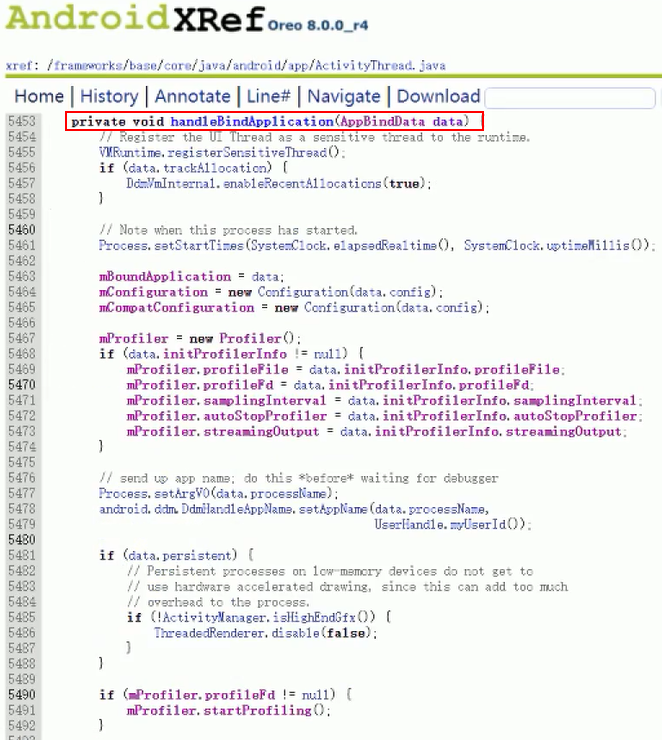 AndroidXRef Oreo 8.0.0_r4
xref: /frameworks/base/core/java/android/app/ActivityThread.java
Home | History | Annotate | Line# | Navigate | Download
5453 private void handleBindApplication(AppBindData data)
5454 // Register the UI Thread as a sensitive thread to the runtime.
5455 VMRuntime.registerSensitiveThread();
5456 if (data.trackAllocation) {
5457 DdmVmInternal.enableRecentAllocations(true);
5458 }
5459
5460 // Note when this process has started.
5461 Process.setStartTimes(SystemClock.elapsedRealtime(), SystemClock.uptimeMillis());
5462
5463 mBoundApplication = data;
5464 mConfiguration = new Configuration(data.config);
5465 mCompatConfiguration = new Configuration(data.config);
5466
5467 mProfiler = new Profiler();
5468 if (data.initProfilerInfo != null) {
5469 mProfiler.profileFile = data.initProfilerInfo.profileFile;
5470 mProfiler.profileFd = data.initProfilerInfo.profileFd;
5471 mProfiler.samplingInterval = data.initProfilerInfo.samplingInterval;
5472 mProfiler.autoStopProfiler = data.initProfilerInfo.autoStopProfiler;
5473 mProfiler.streamingOutput = data.initProfilerInfo.streamingOutput;
5474 }
5475
5476 // send up app name; do this *before* waiting for debugger
5477 Process.setArgV0(data.processName);
5478 android.ddm.DdmHandleAppName.setAppName(data.processName,
5479 UserHandle.myUserId());
5480
5481 if (data.persistent) {
5482 // Persistent processes on low-memory devices do not get to
5483 // use hardware accelerated drawing, since this can add too much
5484 // overhead to the process.
5485 if (!ActivityManager.isHighEndGfx()) {
5486 ThreadedRenderer.disable(false);
5487 }
5488 }
5489
5490 if (mProfiler.profileFd != null) {
5491 mProfiler.startProfiling();
5492 }